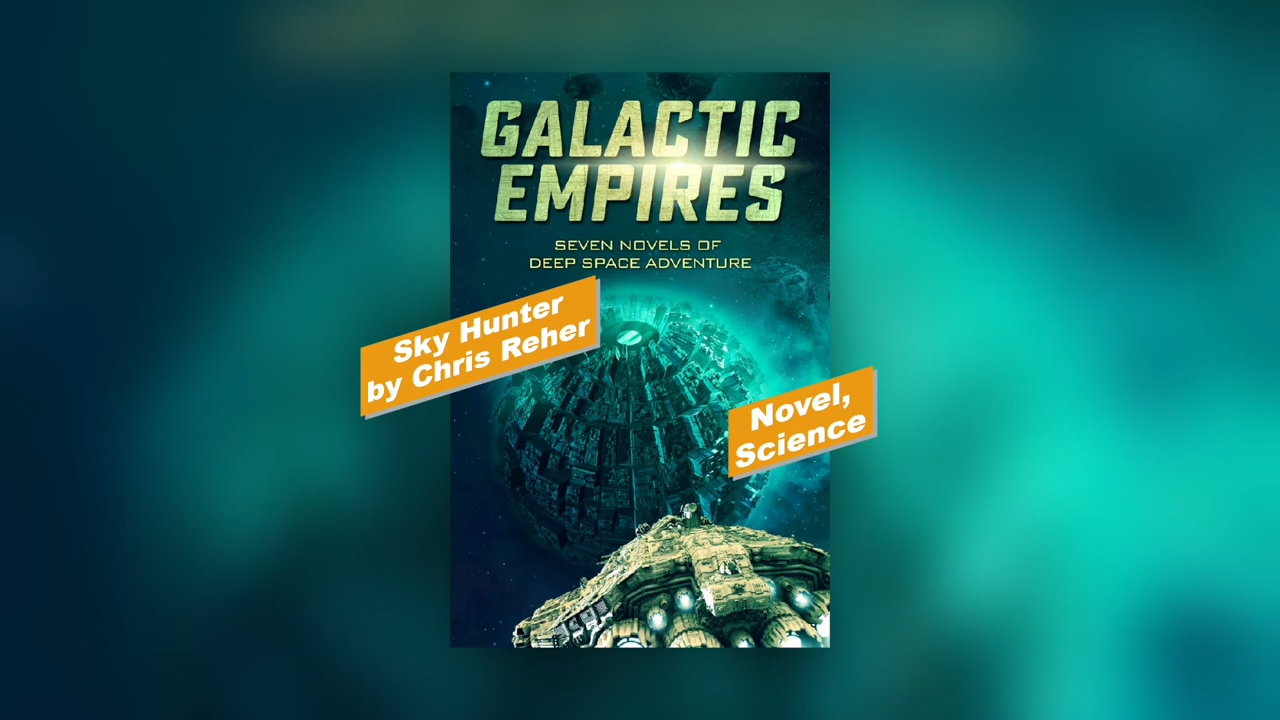 GALACTIC
EMPIRES
SEVEN NOVELS OF
DEEP SPACE ADVENTURE
Sky Hunter
by Chris Reher
Novel,
Science